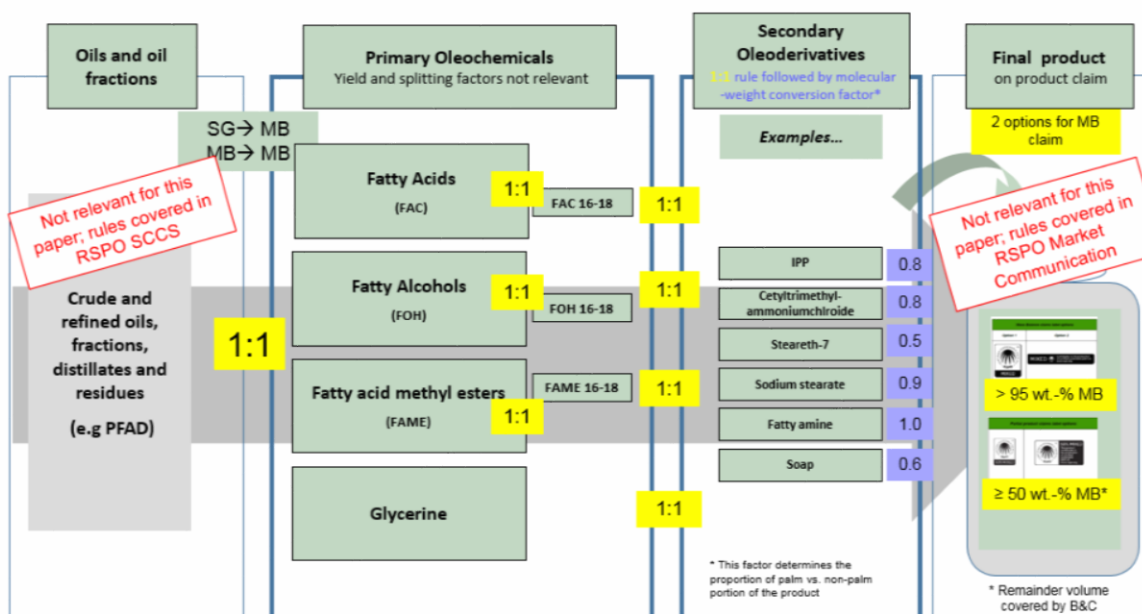 Oils and oil
fractions
Primary Oleochemicals
Yield and splitting factors not relevant
Secondary
Oleoderivatives
1:1 rule followed by molecular
-weight conversion factor*
Final product
on product claim
SG→ MB
MB→ MB
Examples...
2 options for MB
claim
Not relevant for this
paper; rules covered in
RSPO SCCS
Crude and
refined oils,
fractions,
distillates and
residues
(e.g PFAD)
1:1
Fatty Acids
(FAC)
1:1
FAC 16-18
1:1
Fatty Alcohols
(FOH)
1:1
FOH 16-18
1:1
Fatty acid methyl esters
(FAME)
1:1
FAME 16-18
1:1
Glycerine
1:1
IPP
0.8
Cetyltrimethyl-
ammoniumchlroide
0.8
Steareth-7
0.5
Sodium stearate
0.9
Fatty amine
1.0
Soap
0.6
* This factor determines the
proportion of palm vs. non-palm
portion of the product
Not relevant for this
paper; rules covered in
RSPO Market
Communication
> 95 wt.-% MB
≥ 50 wt.-% MB*
* Remainder volume
covered by B&C